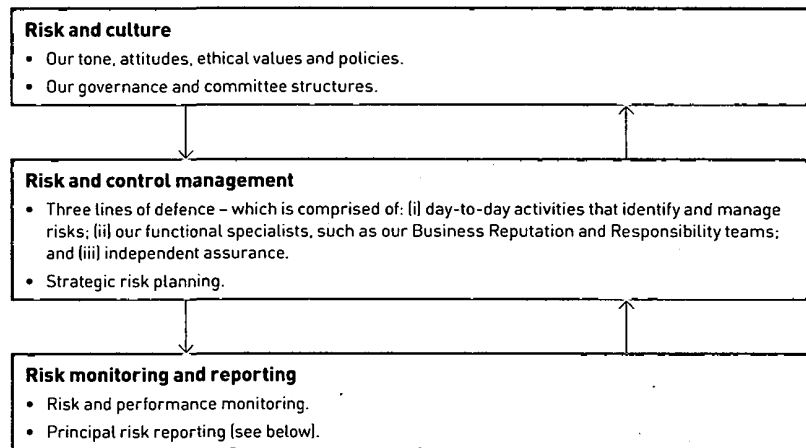 Risk and culture
• Our tone, attitudes, ethical values and policies.
• Our governance and committee structures.
Risk and control management
• Three lines of defence – which is comprised of: (i) day-to-day activities that identify and manage
risks; (ii) our functional specialists, such as our Business Reputation and Responsibility teams;
and (iii) independent assurance.
• Strategic risk planning.
Risk monitoring and reporting
• Risk and performance monitoring.
• Principal risk reporting (see below).